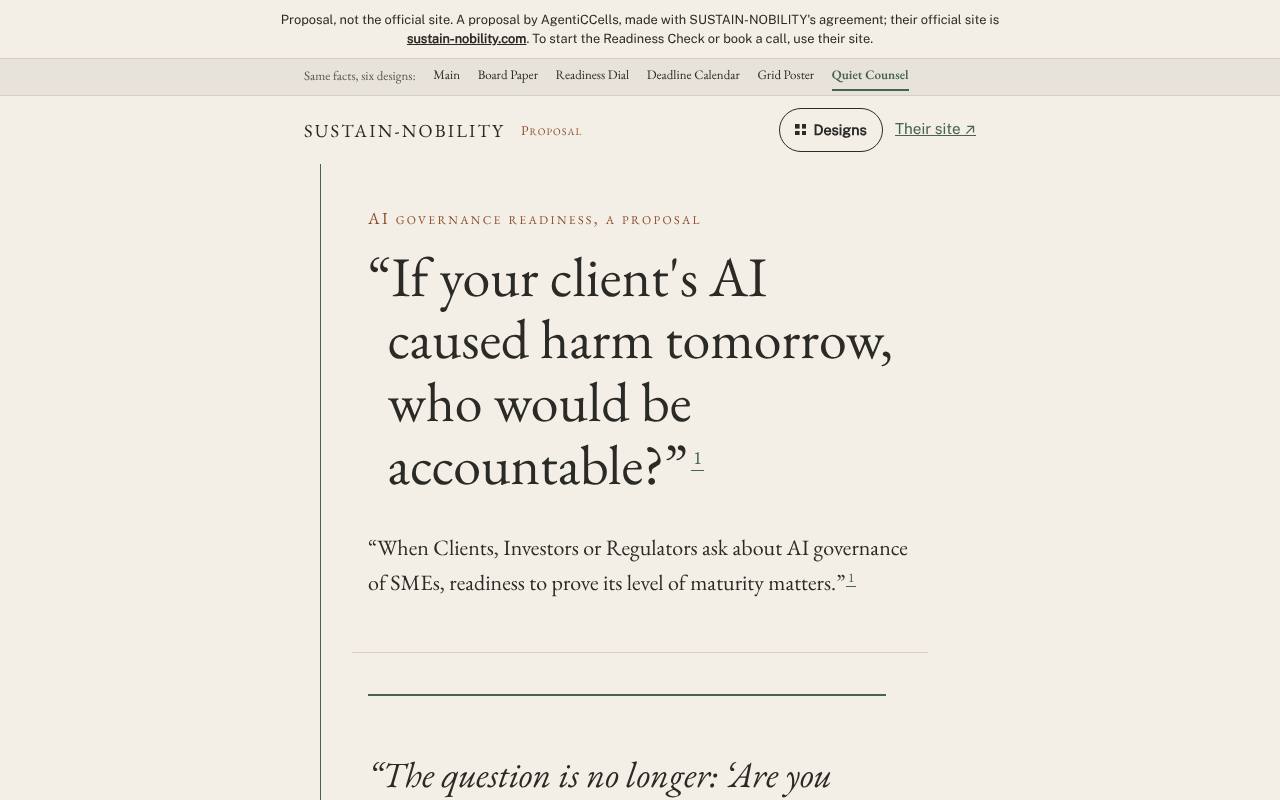 Proposal, not the official site. A proposal by AgentiCCells, made with SUSTAIN-NOBILITY's agreement; their official site is
sustain-nobility.com. To start the Readiness Check or book a call, use their site.
Same facts, six designs: Main Board Paper Readiness Dial Deadline Calendar Grid Poster Quiet Counsel
SUSTAIN-NOBILITY Proposal Designs Their site ↗
AI governance readiness, a proposal
“If your client's AI
caused harm tomorrow,
who would be
accountable?” 1
“When Clients, Investors or Regulators ask about AI governance
of SMEs, readiness to prove its level of maturity matters.” 1
“The question is no longer: ‘Are you